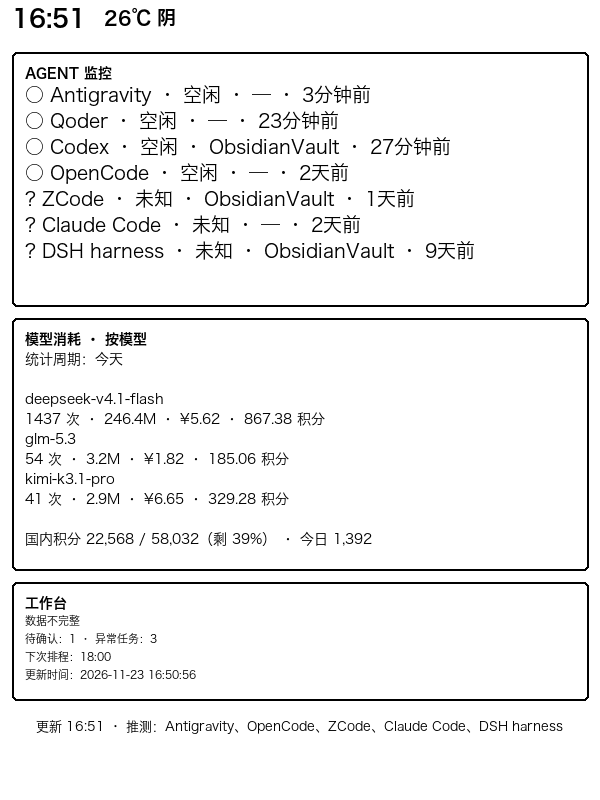 16:51 26℃ 阴
AGENT 监控
○ Antigravity · 空闲 · — · 3分钟前
○ Qoder · 空闲 · — · 23分钟前
○ Codex · 空闲 · ObsidianVault · 27分钟前
○ OpenCode · 空闲 · — · 2天前
? ZCode · 未知 · ObsidianVault · 1天前
? Claude Code · 未知 · — · 2天前
? DSH harness · 未知 · ObsidianVault · 9天前
模型消耗 · 按模型
统计周期：今天
deepseek-v4.1-flash
1437 次 · 246.4M · ¥5.62 · 867.38 积分
glm-5.3
54 次 · 3.2M · ¥1.82 · 185.06 积分
kimi-k3.1-pro
41 次 · 2.9M · ¥6.65 · 329.28 积分
国内积分 22,568 / 58,032（剩 39%） · 今日 1,392
工作台
数据不完整
待确认：1 · 异常任务：3
下次排程：18:00
更新时间：2026-11-23 16:50:56
更新 16:51 · 推测：Antigravity、OpenCode、ZCode、Claude Code、DSH harness